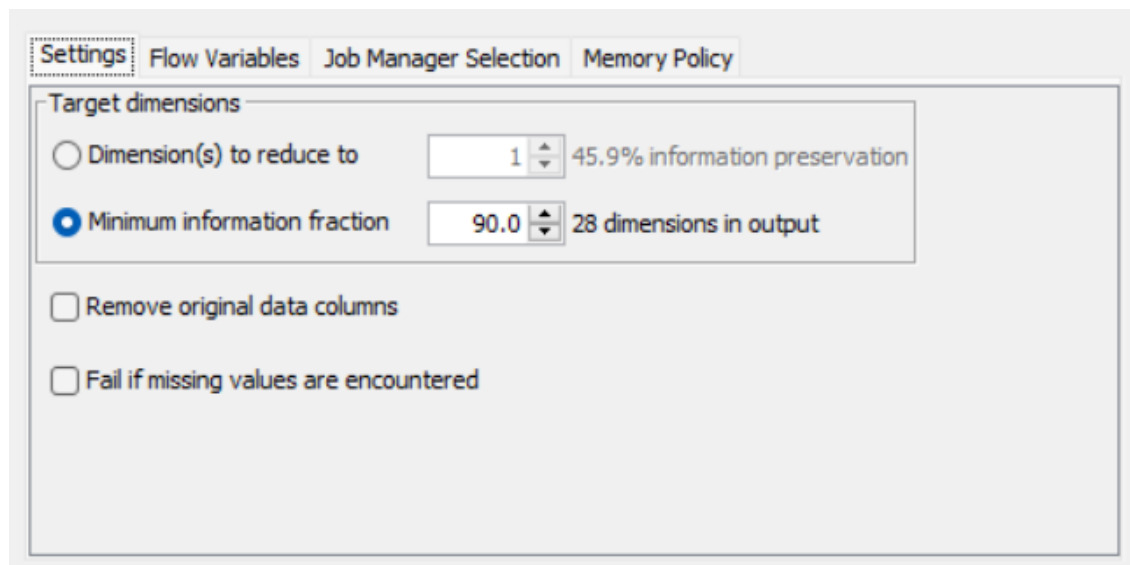 Settings Flow Variables Job Manager Selection Memory Policy
Target dimensions
Dimension(s) to reduce to 1 45.9% information preservation
Minimum information fraction 90.0 28 dimensions in output
Remove original data columns
Fail if missing values are encountered